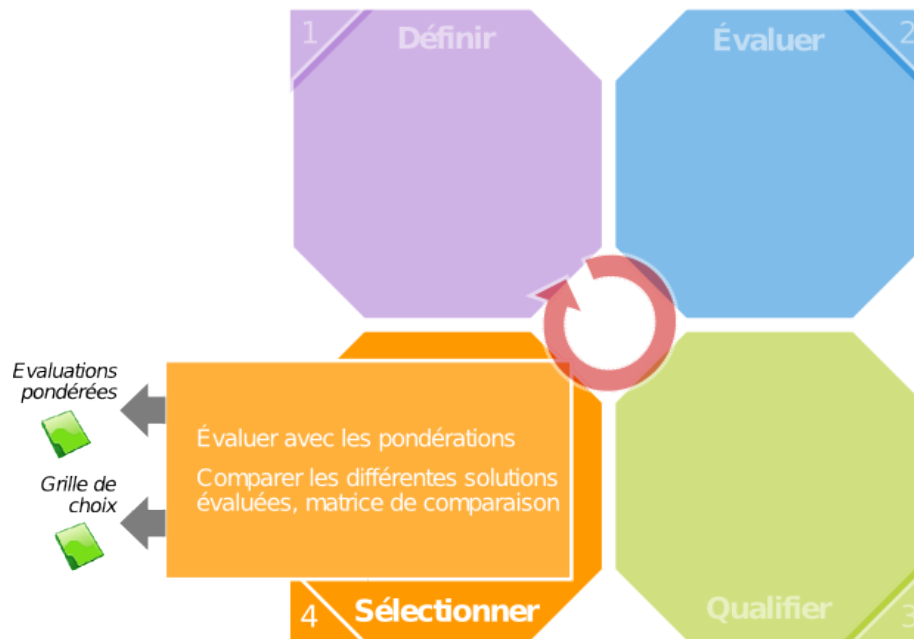 1
Définir
Évaluer
2
Evaluations
pondérées
Grille de
choix
Évaluer avec les pondérations
Comparer les différentes solutions
évaluées, matrice de comparaison
4
Sélectionner
Qualifier
3